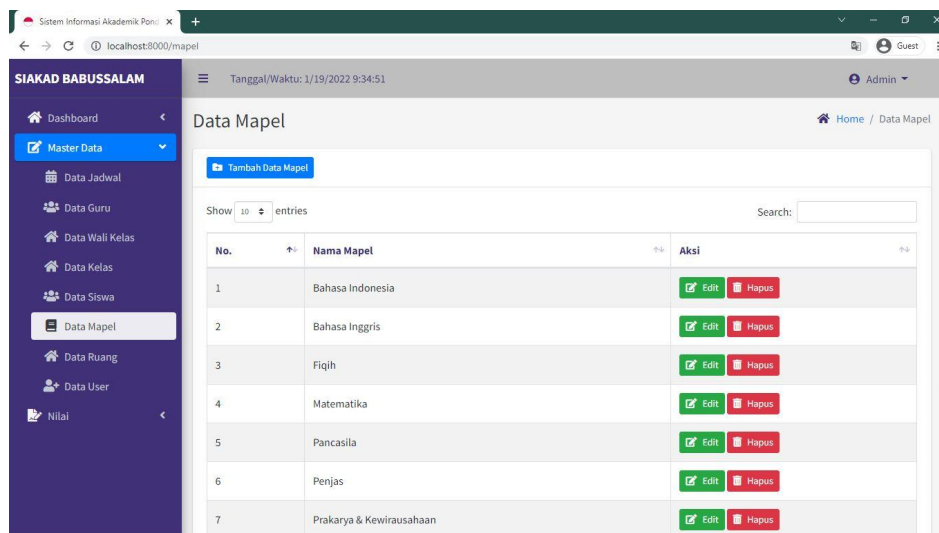 Sistem Informasi Akademik Pond
localhost:8000/mapel
Guest
SIAKAD BABUSSALAM
Tanggal/Waktu: 1/19/2022 9:34:51
Admin
Dashboard
Master Data
Data Jadwal
Data Guru
Data Wali Kelas
Data Kelas
Data Siswa
Data Mapel
Data Ruang
Data User
Nilai
Data Mapel
Home / Data Mapel
Tambah Data Mapel
Show 10 entries
Search:
No. Nama Mapel Aksi
1 Bahasa Indonesia Edit Hapus
2 Bahasa Inggris Edit Hapus
3 Fiqih Edit Hapus
4 Matematika Edit Hapus
5 Pancasila Edit Hapus
6 Penjas Edit Hapus
7 Prakarya & Kewirausahaan Edit Hapus